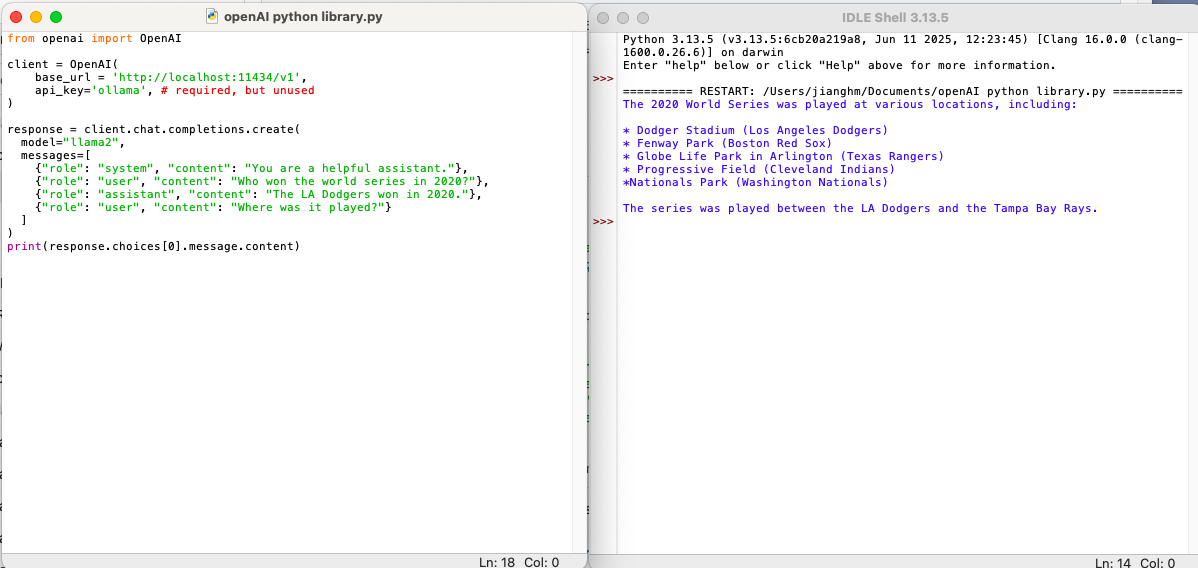 openAI python library.py
from openai import OpenAI
client = OpenAI(
    base_url = 'http://localhost:11434/v1',
    api_key='ollama', # required, but unused
)
response = client.chat.completions.create(
  model="llama2",
  messages=[
    {"role": "system", "content": "You are a helpful assistant."},
    {"role": "user", "content": "Who won the world series in 2020?"},
    {"role": "assistant", "content": "The LA Dodgers won in 2020."},
    {"role": "user", "content": "Where was it played?"}
  ]
)
print(response.choices[0].message.content)
Ln: 18 Col: 0
IDLE Shell 3.13.5
Python 3.13.5 (v3.13.5:6cb20a219a8, Jun 11 2025, 12:23:45) [Clang 16.0.0 (clang-
1600.0.26.6)] on darwin
Enter "help" below or click "Help" above for more information.
>>>
========== RESTART: /Users/jianghm/Documents/openAI python library.py ==========
The 2020 World Series was played at various locations, including:
* Dodger Stadium (Los Angeles Dodgers)
* Fenway Park (Boston Red Sox)
* Globe Life Park in Arlington (Texas Rangers)
* Progressive Field (Cleveland Indians)
*Nationals Park (Washington Nationals)
The series was played between the LA Dodgers and the Tampa Bay Rays.
>>>
Ln: 14 Col: 0